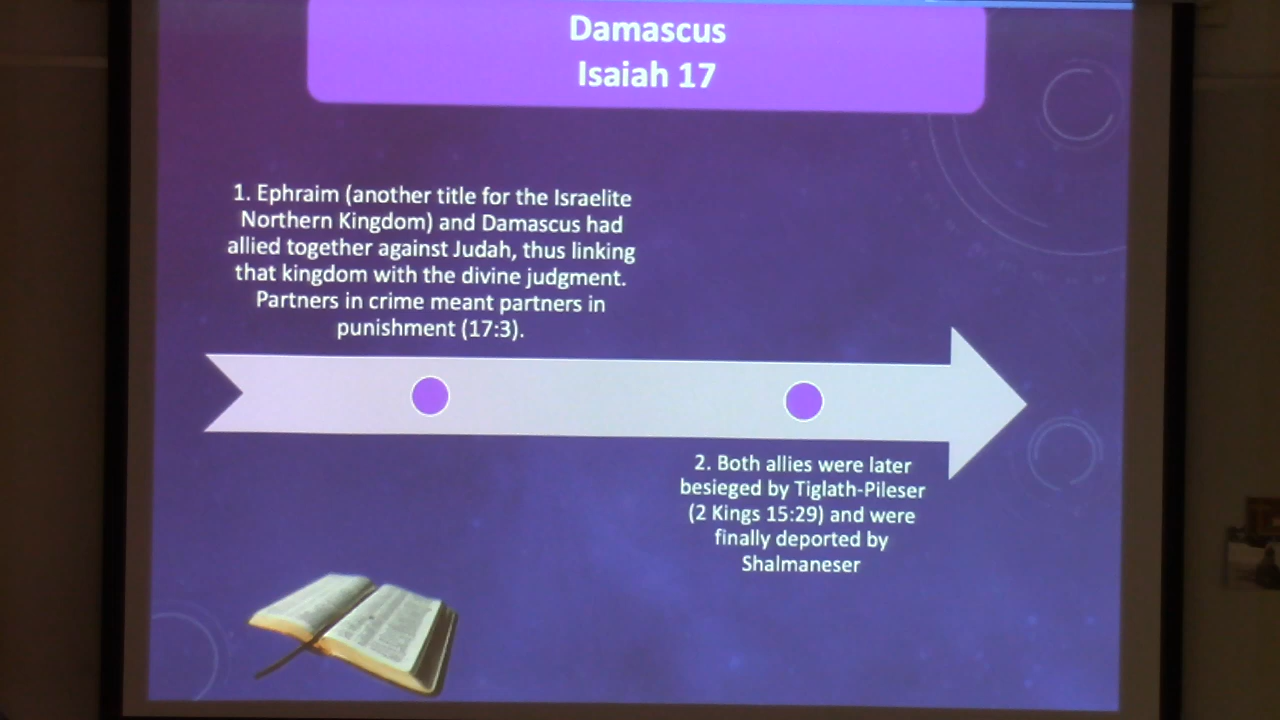 Damascus
Isaiah 17
1. Ephraim (another title for the Israelite
Northern Kingdom) and Damascus had
allied together against Judah, thus linking
that kingdom with the divine judgment.
Partners in crime meant partners in
punishment (17:3).
2. Both allies were later
besieged by Tiglath-Pileser
(2 Kings 15:29) and were
finally deported by
Shalmaneser